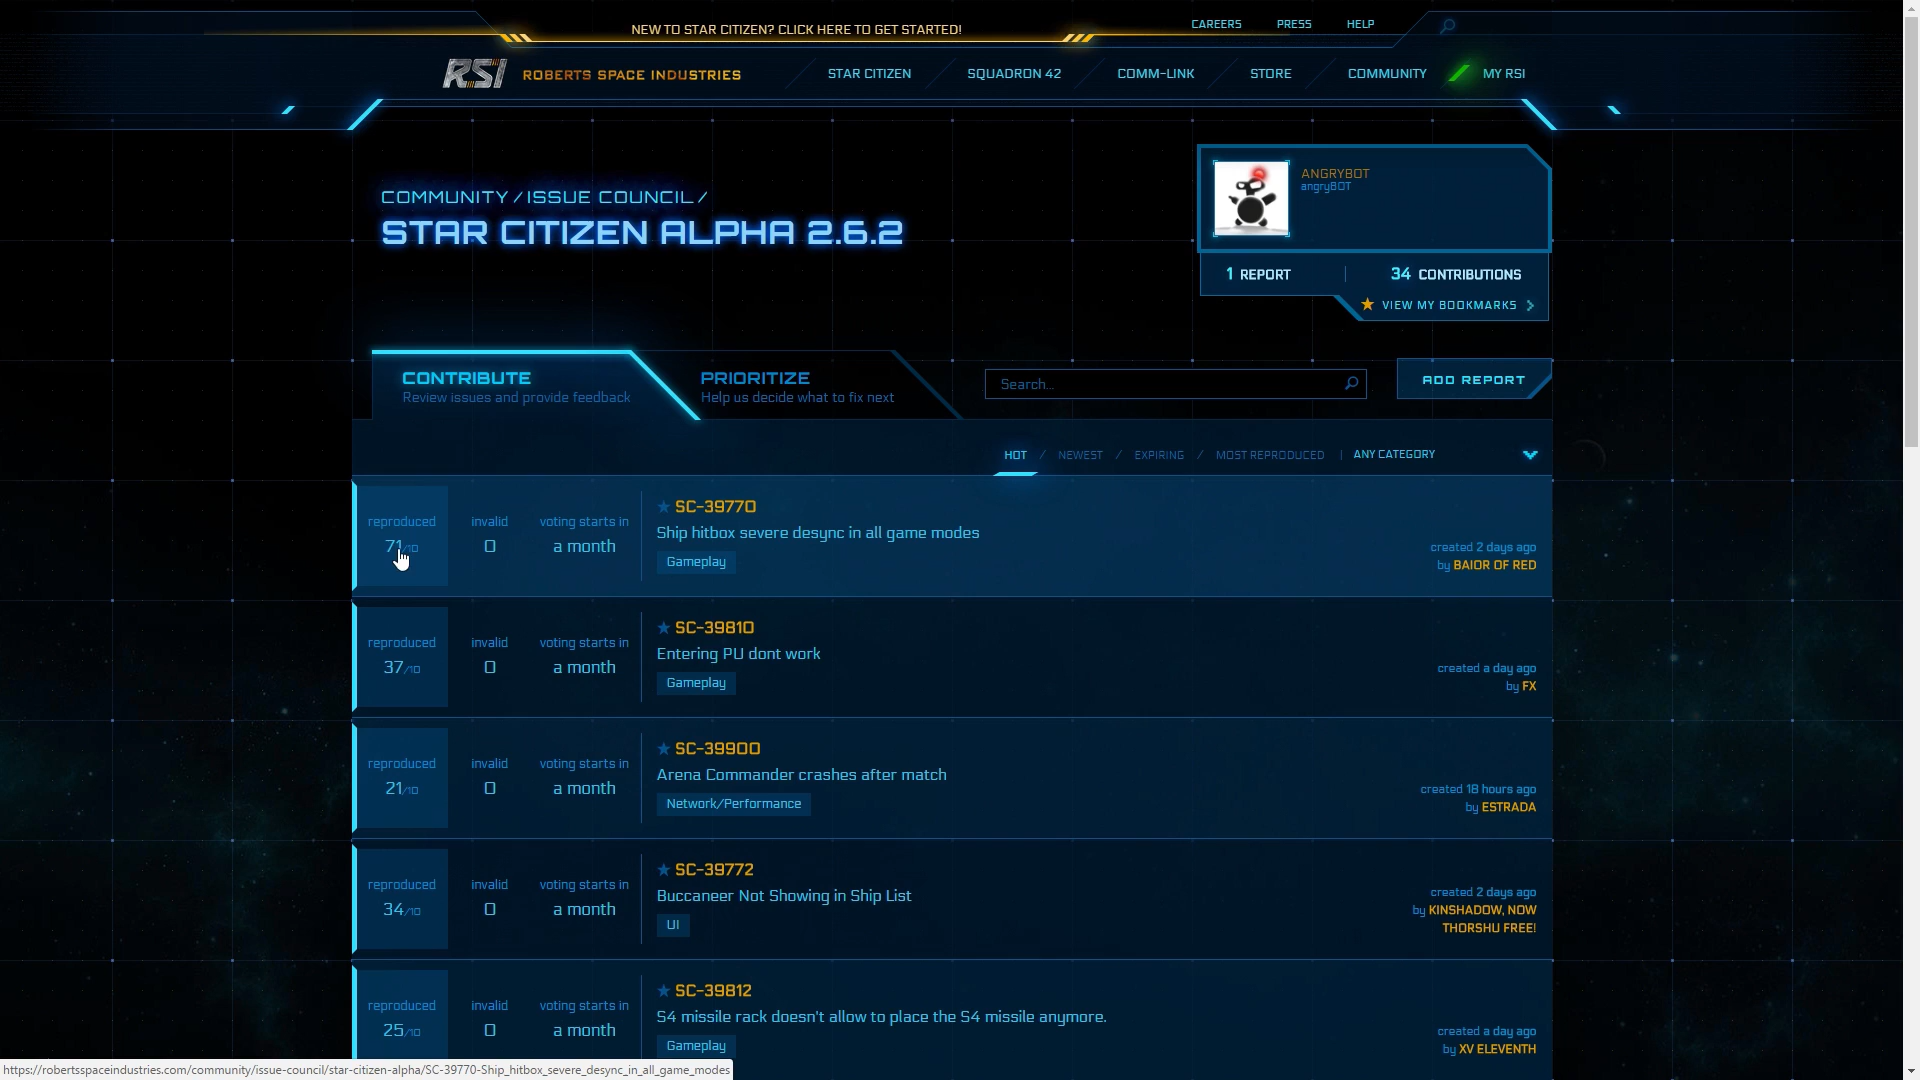 NEW TO STAR CITIZEN? CLICK HERE TO GET STARTED!
CAREERS PRESS HELP
RSI ROBERTS SPACE INDUSTRIES
STAR CITIZEN SQUADRON 42 COMM-LINK STORE COMMUNITY MY RSI
ANGRYBOT
angryBOT
COMMUNITY / ISSUE COUNCIL /
STAR CITIZEN ALPHA 2.6.2
1 REPORT 34 CONTRIBUTIONS
VIEW MY BOOKMARKS
CONTRIBUTE
Review issues and provide feedback
PRIORITIZE
Help us decide what to fix next
Search...
ADD REPORT
HOT / NEWEST / EXPIRING / MOST REPRODUCED | ANY CATEGORY
reproduced invalid voting starts in
71/10 0 a month
SC-39770
Ship hitbox severe desync in all game modes
Gameplay
created 2 days ago
by BAIOR OF RED
reproduced invalid voting starts in
37/10 0 a month
SC-39810
Entering PU dont work
Gameplay
created a day ago
by FX
reproduced invalid voting starts in
21/10 0 a month
SC-39900
Arena Commander crashes after match
Network/Performance
created 18 hours ago
by ESTRADA
reproduced invalid voting starts in
34/10 0 a month
SC-39772
Buccaneer Not Showing in Ship List
UI
created 2 days ago
by KINSHADOW, NOW
THORSHU FREE!
reproduced invalid voting starts in
25/10 0 a month
SC-39812
S4 missile rack doesn't allow to place the S4 missile anymore.
Gameplay
created a day ago
by XV ELEVENTH
https://robertsspaceindustries.com/community/issue-council/star-citizen-alpha/SC-39770-Ship_hitbox_severe_desync_in_all_game_modes